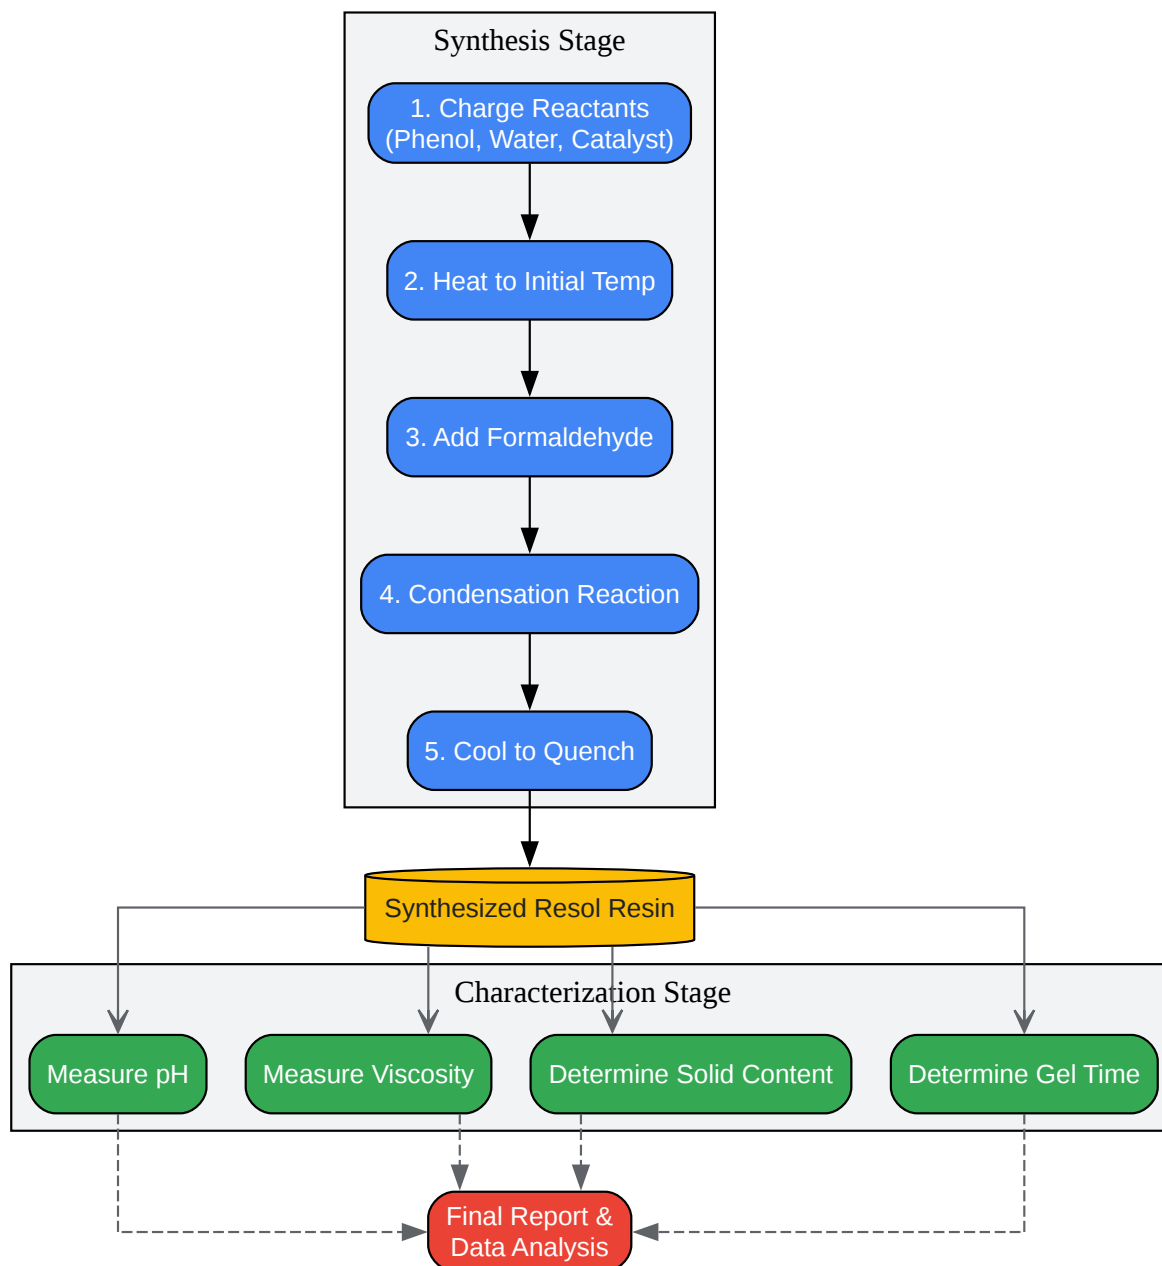 Synthesis Stage
1. Charge Reactants
(Phenol, Water, Catalyst)
2. Heat to Initial Temp
3. Add Formaldehyde
4. Condensation Reaction
5. Cool to Quench
Synthesized Resol Resin
Characterization Stage
Measure pH
Measure Viscosity
Determine Solid Content
Determine Gel Time
Final Report &
Data Analysis